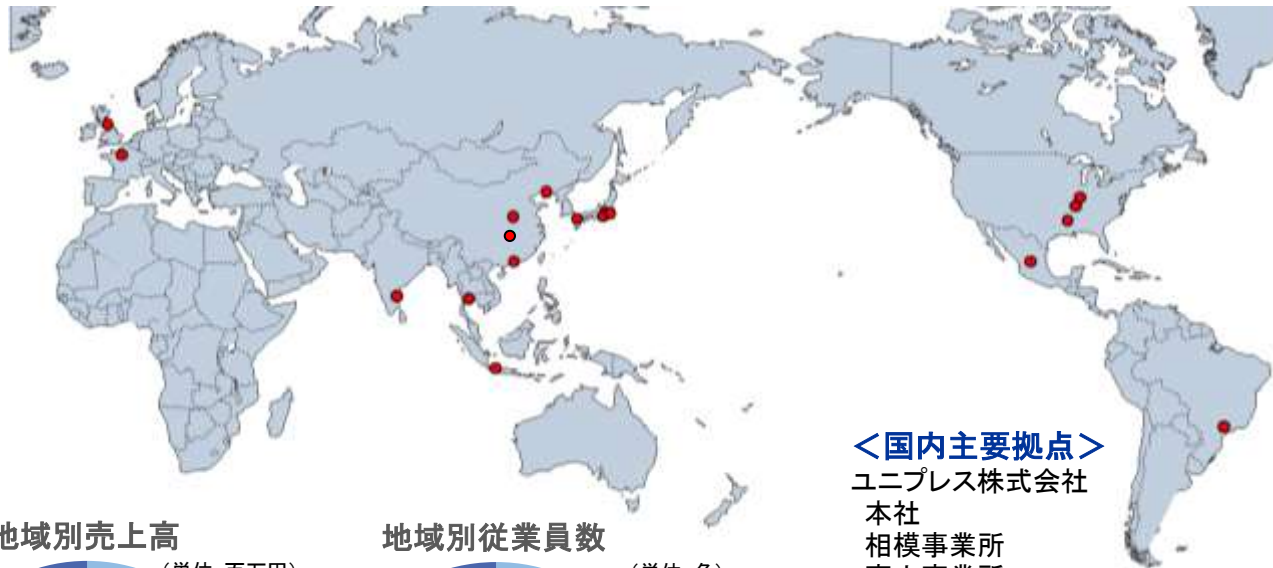 <国内主要拠点>
ユニプレス株式会社
本社
相模事業所
地域別売上高
地域別従業員数